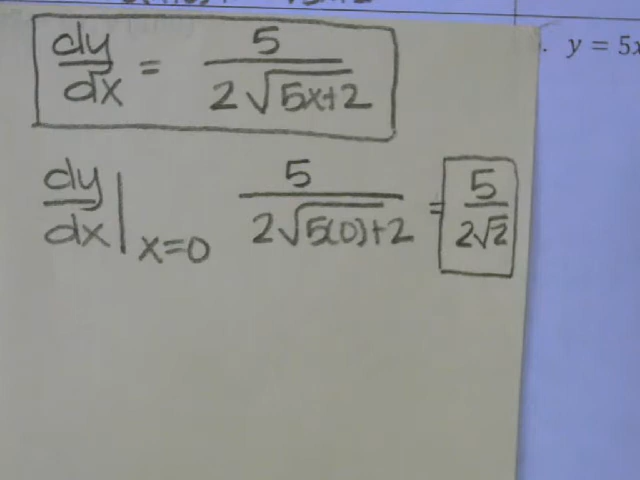 dy/dx = 5/(2√(5x+2))
. y = 5x
dy/dx|x=0 5/(2√(5(0)+2)) = 5/(2√2)